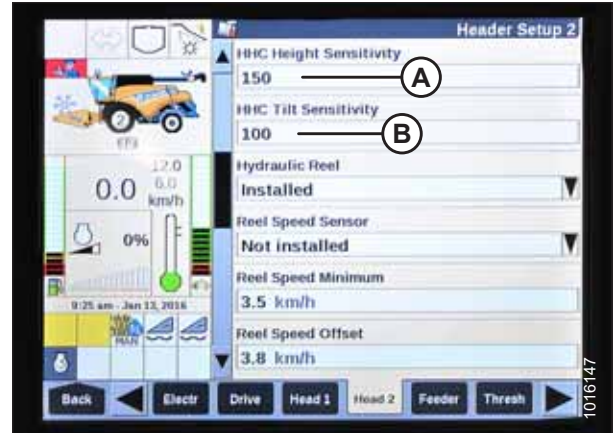 Header Setup 2
HHC Height Sensitivity
150
A
HHC Tilt Sensitivity
100
B
Hydraulic Reel
Installed
Reel Speed Sensor
Not installed
Reel Speed Minimum
3.5 km/h
Reel Speed Offset
3.8 km/h
2
12.0
0.0
6.0
km/h
0%
9:25 am - Jan 13, 2016
MAN
Back
Electr
Drive
Head 1
Head 2
Feeder
Thresh
1016147